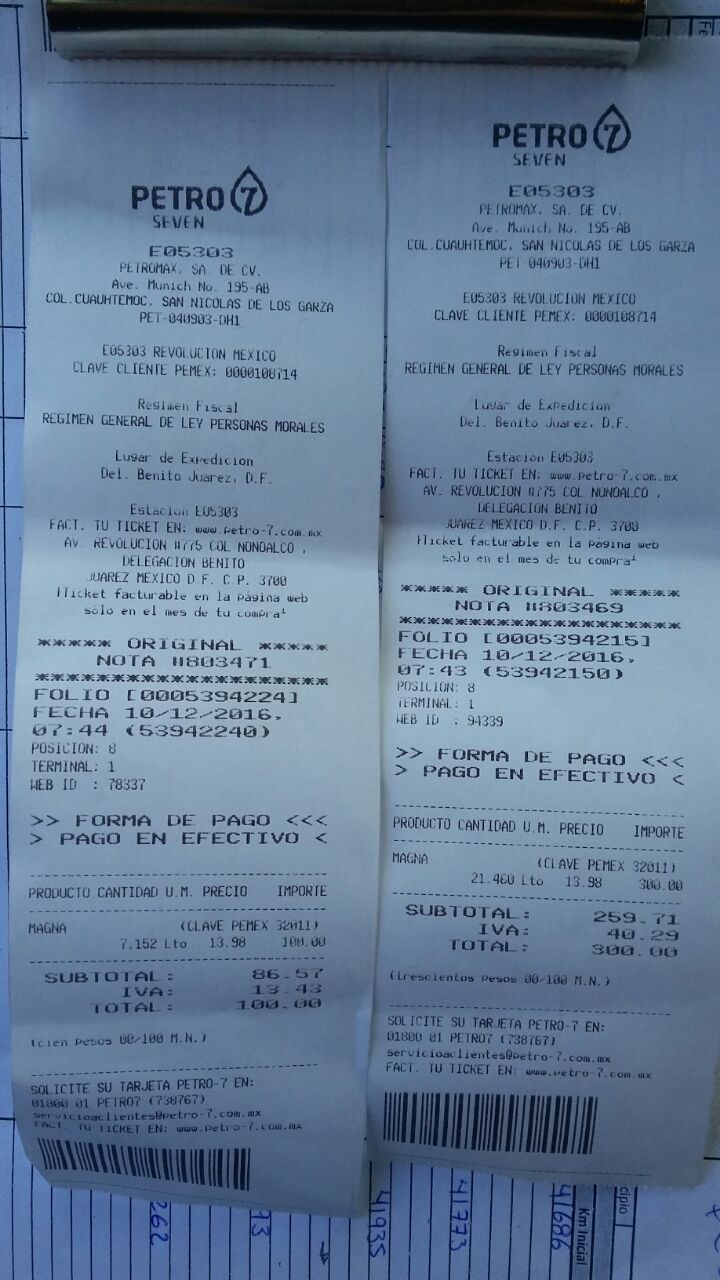 PETRO 7
SEVEN
E05303
PETROMAX, SA. DE CV.
Ave. Munich No. 195-AB
COL.CUAUHTEMOC, SAN NICOLAS DE LOS GARZA
PET-040903-DH1
E05303 REVOLUCION MEXICO
CLAVE CLIENTE PEMEX: 0000108714
Regimen Fiscal
REGIMEN GENERAL DE LEY PERSONAS MORALES
Lugar de Expedicion
Del. Benito Juarez, D.F.
Estacion E05303
FACT. TU TICKET EN: www.petro-7.com.mx
AV. REVOLUCION #775 COL NONOALCO ,
DELEGACION BENITO
JUAREZ MEXICO D.F. C.P. 3700
!Ticket facturable en la página web
sólo en el mes de tu compra!
***** ORIGINAL *****
NOTA #803471
**********************
FOLIO [0005394224]
FECHA 10/12/2016,
07:44 (53942240)
POSICION: 8
TERMINAL: 1
WEB ID : 78337
>> FORMA DE PAGO <<<
> PAGO EN EFECTIVO <
PRODUCTO CANTIDAD U.M. PRECIO IMPORTE
MAGNA (CLAVE PEMEX 32011)
7.152 Lto 13.98 100.00
SUBTOTAL: 86.57
IVA: 13.43
TOTAL: 100.00
(cien pesos 00/100 M.N.)
SOLICITE SU TARJETA PETRO-7 EN:
01800 01 PETRO7 (738767)
servicioaclientes@petro-7.com.mx
FACT. TU TICKET EN: www.petro-7.com.mx
PETRO 7
SEVEN
E05303
PETROMAX, SA. DE CV.
Ave. Munich No. 195-AB
COL.CUAUHTEMOC, SAN NICOLAS DE LOS GARZA
PET-040903-DH1
E05303 REVOLUCION MEXICO
CLAVE CLIENTE PEMEX: 0000108714
Regimen Fiscal
REGIMEN GENERAL DE LEY PERSONAS MORALES
Lugar de Expedicion
Del. Benito Juarez, D.F.
Estacion E05303
FACT. TU TICKET EN: www.petro-7.com.mx
AV. REVOLUCION #775 COL NONOALCO ,
DELEGACION BENITO
JUAREZ MEXICO D.F. C.P. 3700
!Ticket facturable en la página web
sólo en el mes de tu compra!
***** ORIGINAL *****
NOTA #803469
**********************
FOLIO [0005394215]
FECHA 10/12/2016,
07:43 (53942150)
POSICION: 8
TERMINAL: 1
WEB ID : 94339
>> FORMA DE PAGO <<<
> PAGO EN EFECTIVO <
PRODUCTO CANTIDAD U.M. PRECIO IMPORTE
MAGNA (CLAVE PEMEX 32011)
21.460 Lto 13.98 300.00
SUBTOTAL: 259.71
IVA: 40.29
TOTAL: 300.00
(trescientos pesos 00/100 M.N.)
SOLICITE SU TARJETA PETRO-7 EN:
01800 01 PETRO7 (738767)
servicioaclientes@petro-7.com.mx
FACT. TU TICKET EN: www.petro-7.com.mx
Km Inicial
41686
41773
41935
262